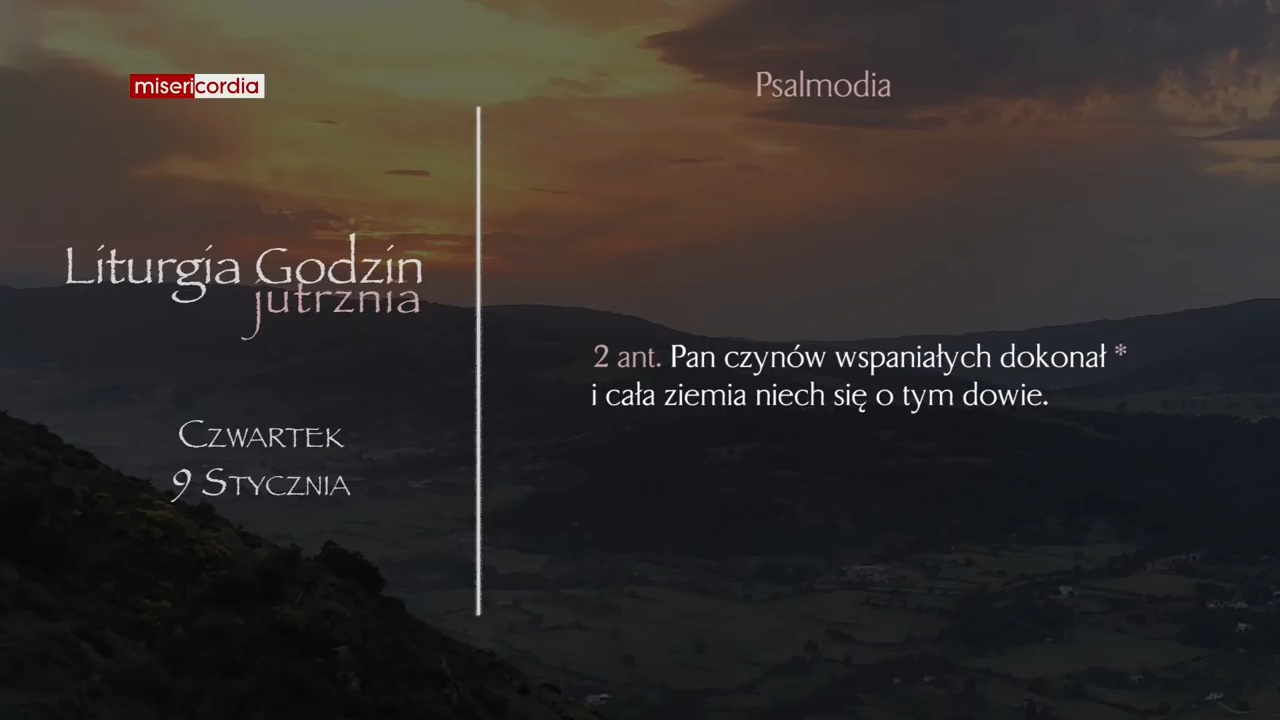 misericordia
Psalmodia
Liturgia Godzin
jutrznia
Czwartek
9 Stycznia
2 ant. Pan czynów wspaniałych dokonał *
i cała ziemia niech się o tym dowie.